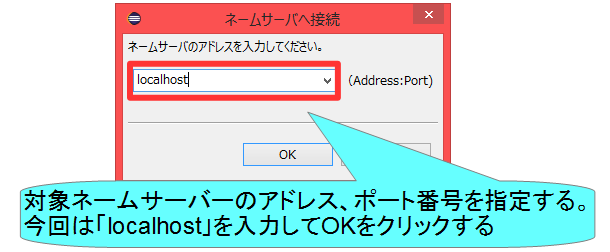 ネームサーバへ接続
ネームサーバのアドレスを入力してください。
localhost
(Address:Port)
OK
対象ネームサーバーのアドレス、ポート番号を指定する。
今回は「localhost」を入力してOKをクリックする